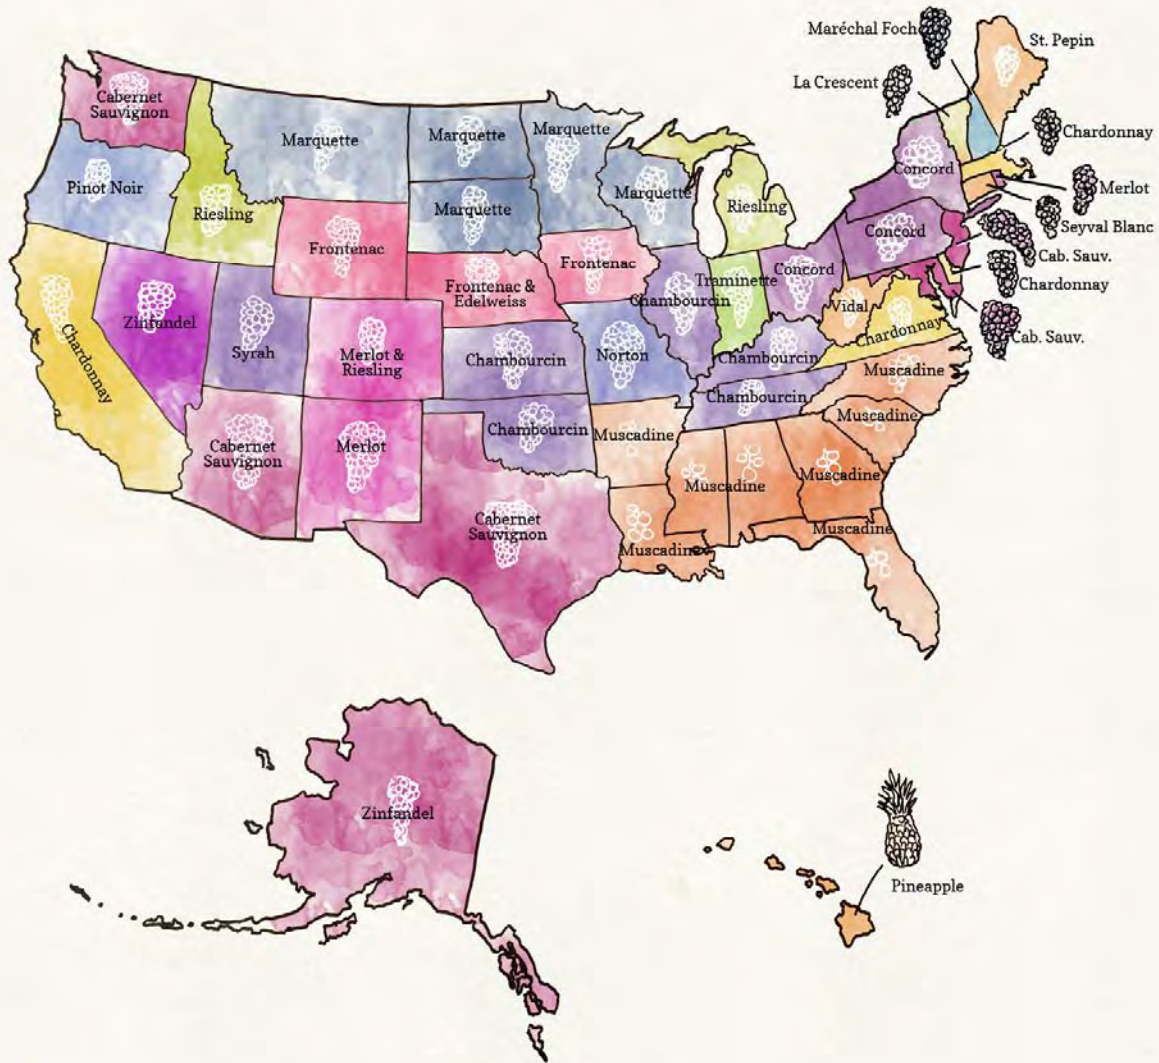 Maréchal Foch
St. Pepin
La Crescent
Chardonnay
Merlot
Seyval Blanc
Cab. Sauv.
Chardonnay
Cab. Sauv.
Cabernet
Sauvignon
Marquette
Marquette
Marquette
Pinot Noir
Riesling
Marquette
Marquette
Riesling
Concord
Concord
Frontenac
Frontenac &
Edelweiss
Frontenac
Chambourcin
Traminette
Concord
Vidal
Chardonnay
Chardonnay
Zinfandel
Syrah
Merlot &
Riesling
Chambourcin
Norton
Chambourcin
Chambourcin
Muscadine
Muscadine
Cabernet
Sauvignon
Merlot
Chambourcin
Muscadine
Muscadine
Muscadine
Cabernet
Sauvignon
Muscadine
Muscadine
Zinfandel
Pineapple